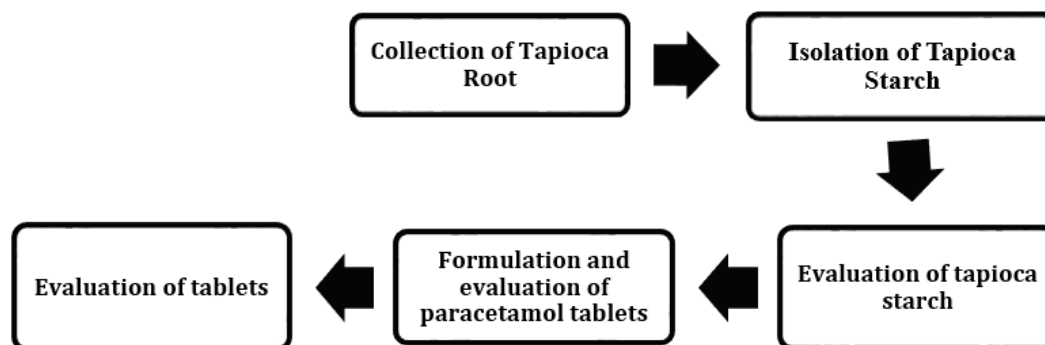 Collection of Tapioca
Root
Isolation of Tapioca
Starch
Evaluation of tapioca
starch
Formulation and
evaluation of
paracetamol tablets
Evaluation of tablets